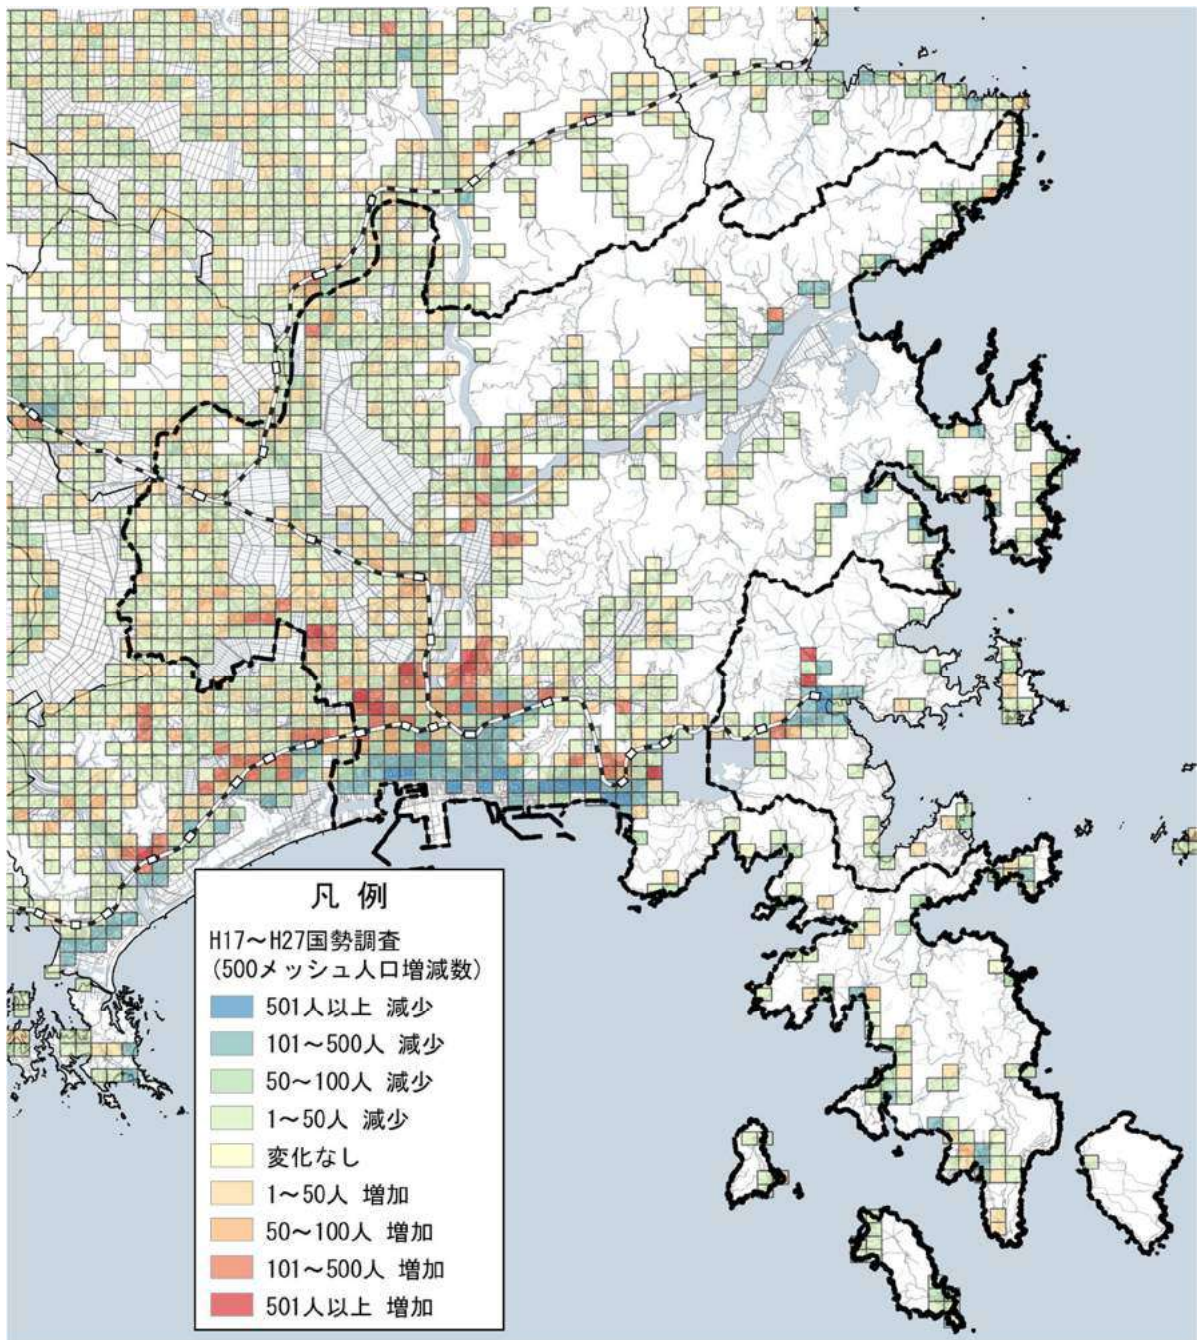 凡 例
H17～H27国勢調査
(500メッシュ人口増減数)
501人以上 減少
101～500人 減少
50～100人 減少
1～50人 減少
変化なし
1～50人 増加
50～100人 増加
101～500人 増加
501人以上 増加